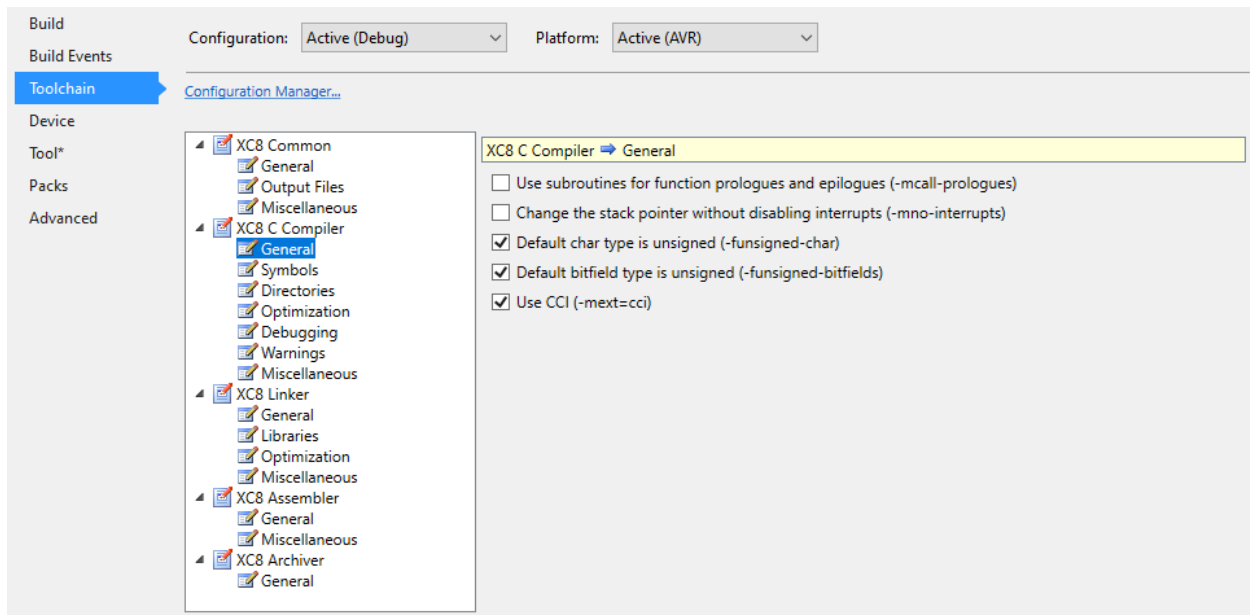 Build
Build Events
Toolchain
Device
Tool*
Packs
Advanced
Configuration: Active (Debug) Platform: Active (AVR)
Configuration Manager...
XC8 Common
General
Output Files
Miscellaneous
XC8 C Compiler
General
Symbols
Directories
Optimization
Debugging
Warnings
Miscellaneous
XC8 Linker
General
Libraries
Optimization
Miscellaneous
XC8 Assembler
General
Miscellaneous
XC8 Archiver
General
XC8 C Compiler ➡ General
Use subroutines for function prologues and epilogues (-mcall-prologues)
Change the stack pointer without disabling interrupts (-mno-interrupts)
Default char type is unsigned (-funsigned-char)
Default bitfield type is unsigned (-funsigned-bitfields)
Use CCI (-mext=cci)